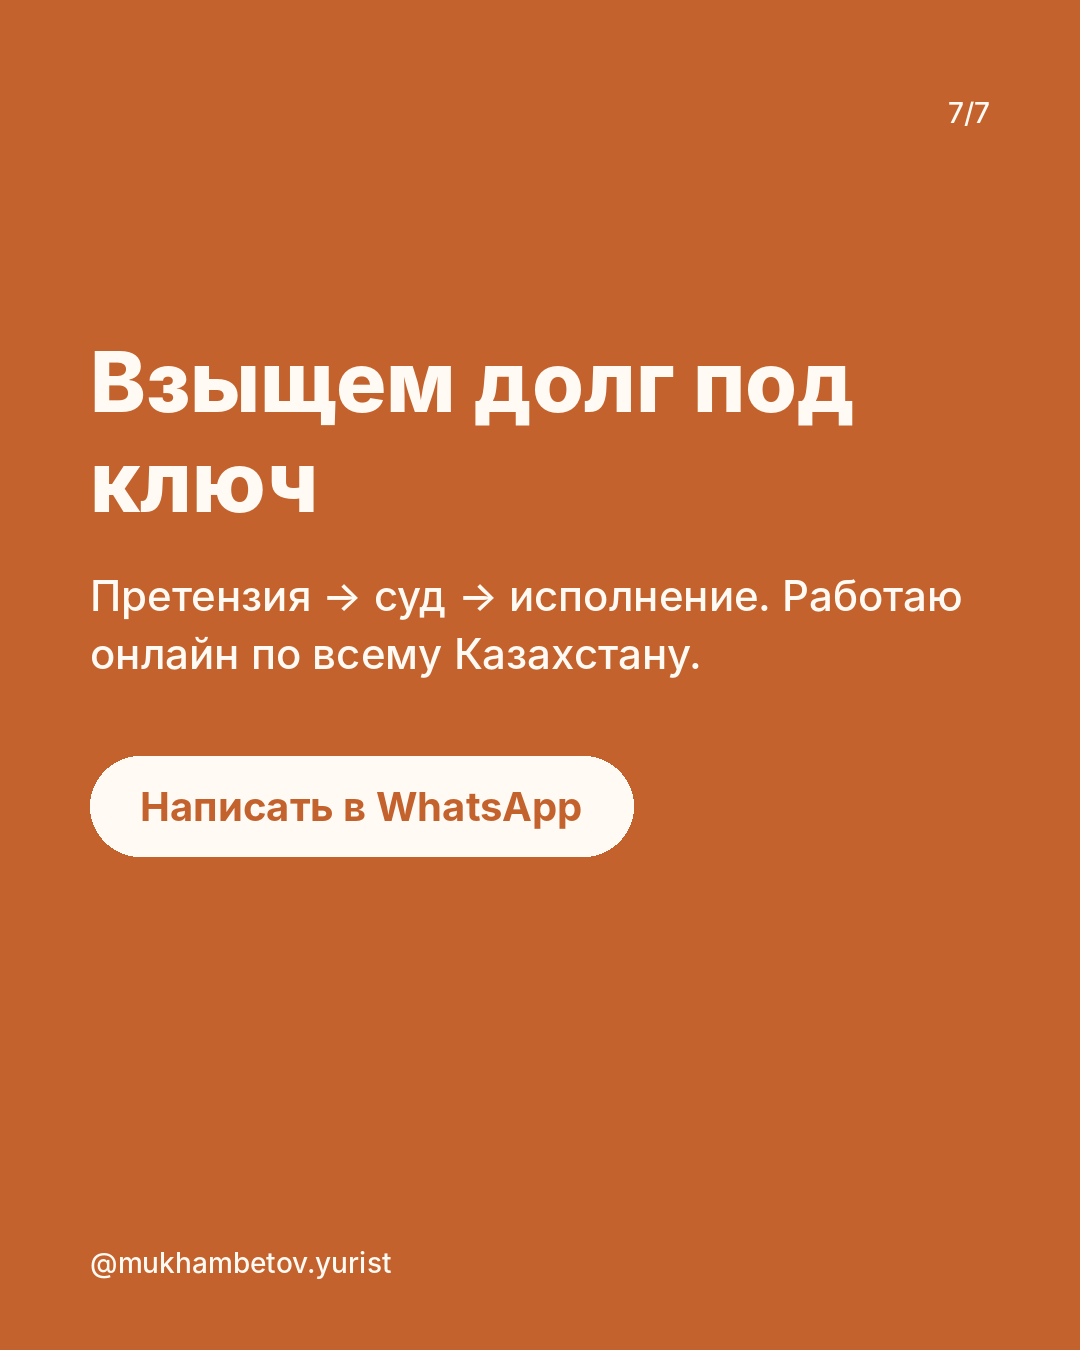 7/7
Взыщем долг под
ключ
Претензия → суд → исполнение. Работаю
онлайн по всему Казахстану.
Написать в WhatsApp
@mukhambetov.yurist